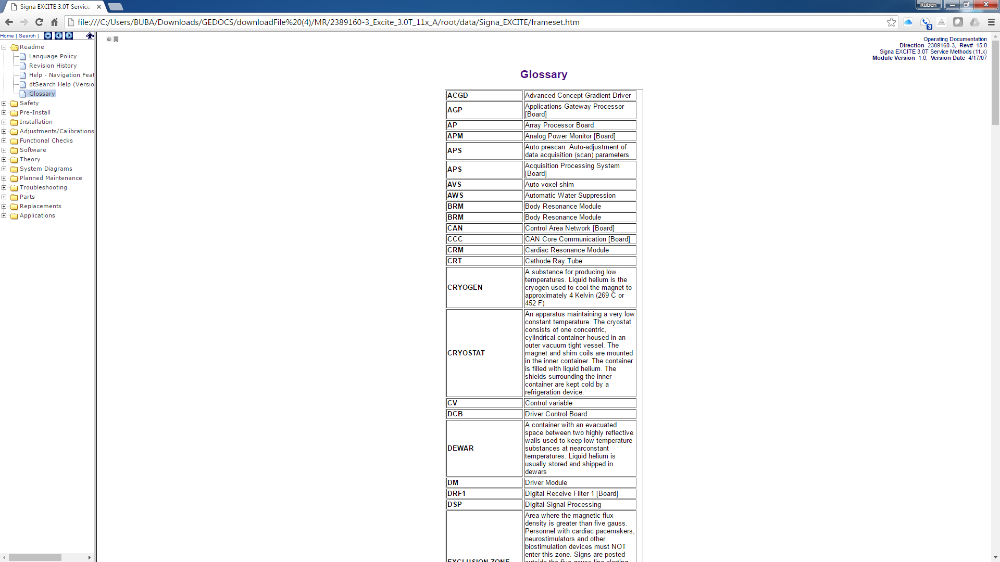 Signa EXCITE 3.0T Service
Ruben
file:///C:/Users/BUBA/Downloads/GEDOCS/downloadFile%20(4)/MR/2389160-3_Excite_3.0T_11x_A/root/data/Signa_EXCITE/frameset.htm
3
Home | Search |
Readme
Language Policy
Revision History
Help - Navigation Feat
dtSearch Help (Versio
Glossary
Safety
Pre-Install
Installation
Adjustments/Calibrations
Functional Checks
Software
Theory
System Diagrams
Planned Maintenance
Troubleshooting
Parts
Replacements
Applications
Operating Documentation
Direction 2389160-3, Rev# 15.0
Signa EXCITE 3.0T Service Methods (11.x)
Module Version 1.0, Version Date 4/17/07
Glossary
ACGD Advanced Concept Gradient Driver
AGP Applications Gateway Processor
[Board]
AP Array Processor Board
APM Analog Power Monitor [Board]
APS Auto prescan: Auto-adjustment of
data acquisition (scan) parameters
APS Acquisition Processing System
[Board]
AVS Auto voxel shim
AWS Automatic Water Suppression
BRM Body Resonance Module
BRM Body Resonance Module
CAN Control Area Network [Board]
CCC CAN Core Communication [Board]
CRM Cardiac Resonance Module
CRT Cathode Ray Tube
CRYOGEN A substance for producing low
temperatures. Liquid helium is the
cryogen used to cool the magnet to
approximately 4 Kelvin (269 C or
452 F).
CRYOSTAT An apparatus maintaining a very low
constant temperature. The cryostat
consists of one concentric,
cylindrical container housed in an
outer vacuum tight vessel. The
magnet and shim coils are mounted
in the inner container. The container
is filled with liquid helium. The
shields surrounding the inner
container are kept cold by a
refrigeration device.
CV Control variable
DCB Driver Control Board
DEWAR A container with an evacuated
space between two highly reflective
walls used to keep low temperature
substances at nearconstant
temperatures. Liquid helium is
usually stored and shipped in
dewars
DM Driver Module
DRF1 Digital Receive Filter 1 [Board]
DSP Digital Signal Processing
EXCLUSION ZONE Area where the magnetic flux
density is greater than five gauss.
Personnel with cardiac pacemakers,
neurostimulators and other
biostimulation devices must NOT
enter this zone. Signs are posted
outside the five gauss line alerting